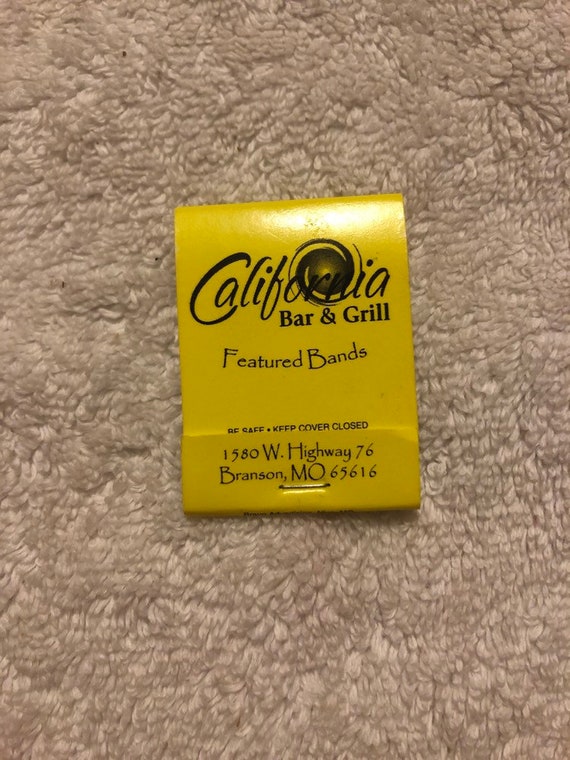 California
Bar & Grill
Featured Bands
BE SAFE • KEEP COVER CLOSED
1580 W. Highway 76
Branson, MO 65616